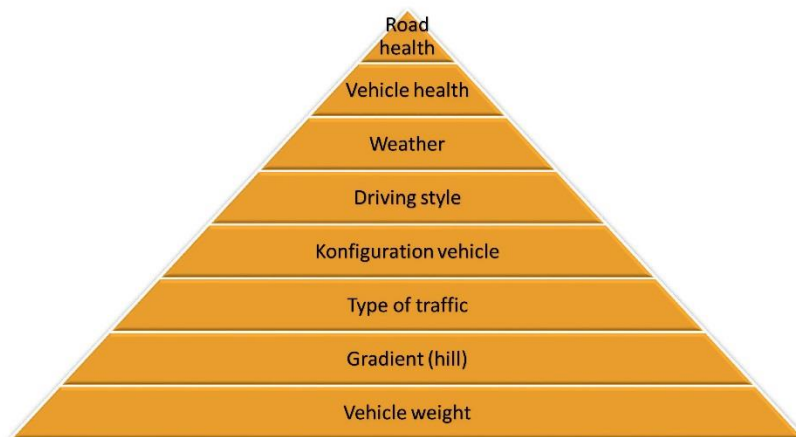 Road
health
Vehicle health
Weather
Driving style
Konfiguration vehicle
Type of traffic
Gradient (hill)
Vehicle weight